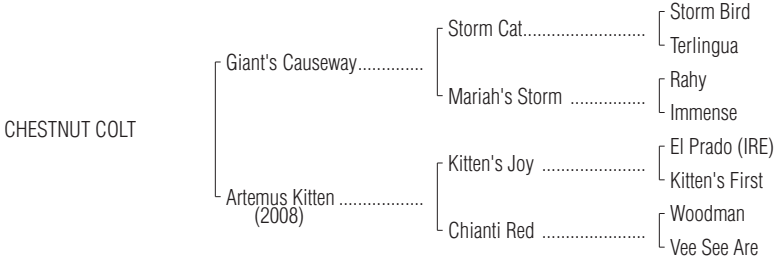 Storm Bird
Storm Cat..........................
Terlingua
Giant's Causeway..............
Rahy
Mariah's Storm ................
Immense
CHESTNUT COLT
El Prado (IRE)
Kitten's Joy ......................
Kitten's First
Artemus Kitten ..................
(2008)
Woodman
Chianti Red ......................
Vee See Are